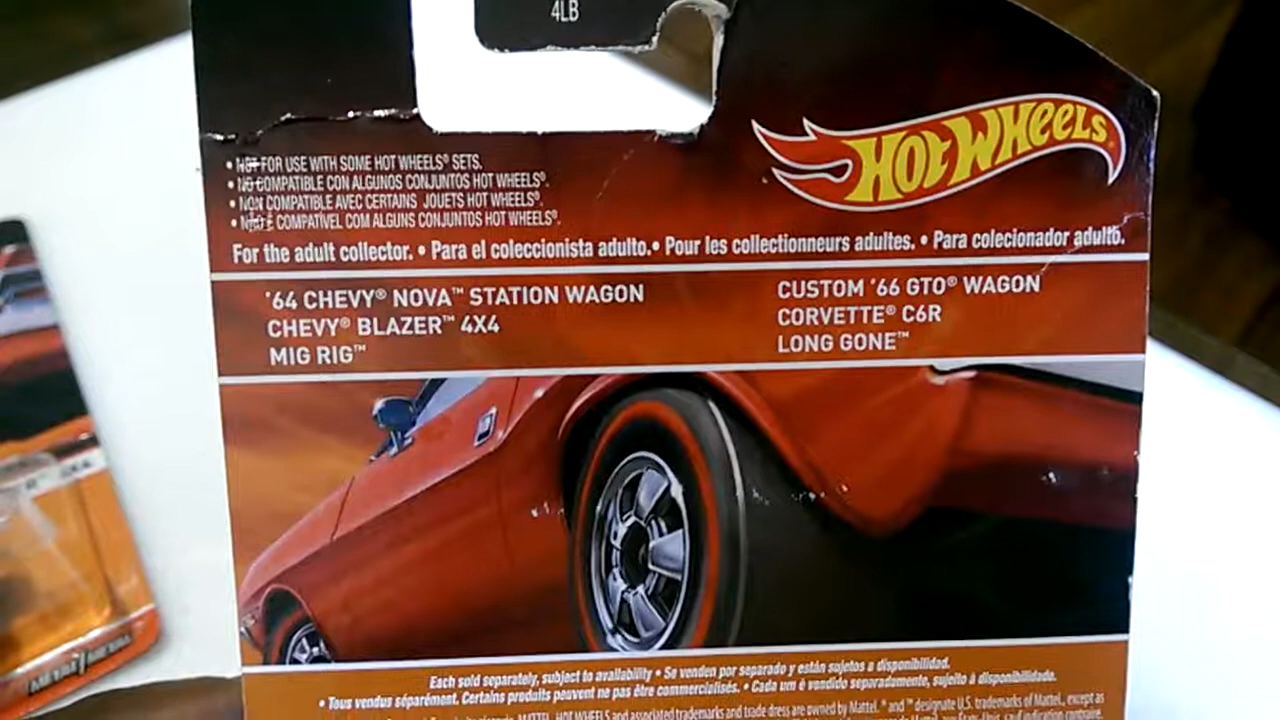 4LB
HOT WHEELS
• NOT FOR USE WITH SOME HOT WHEELS® SETS.
• NO COMPATIBLE CON ALGUNOS CONJUNTOS HOT WHEELS®.
• NON COMPATIBLE AVEC CERTAINS JOUETS HOT WHEELS®.
• NÃO É COMPATÍVEL COM ALGUNS CONJUNTOS HOT WHEELS®.
For the adult collector. • Para el coleccionista adulto. • Pour les collectionneurs adultes. • Para colecionador adulto.
'64 CHEVY® NOVA™ STATION WAGON
CHEVY® BLAZER™ 4X4
MIG RIG™
CUSTOM '66 GTO® WAGON
CORVETTE® C6R
LONG GONE™
Each sold separately, subject to availability • Se venden por separado y están sujetos a disponibilidad.
• Tous vendus séparément. Certains produits peuvent ne pas être commercialisés. • Cada um é vendido separadamente, sujeito à disponibilidade.
MATTEL, HOT WHEELS and associated trademarks and trade dress are owned by Mattel. ® and ™ designate U.S. trademarks of Mattel, except as
METAL/METAL